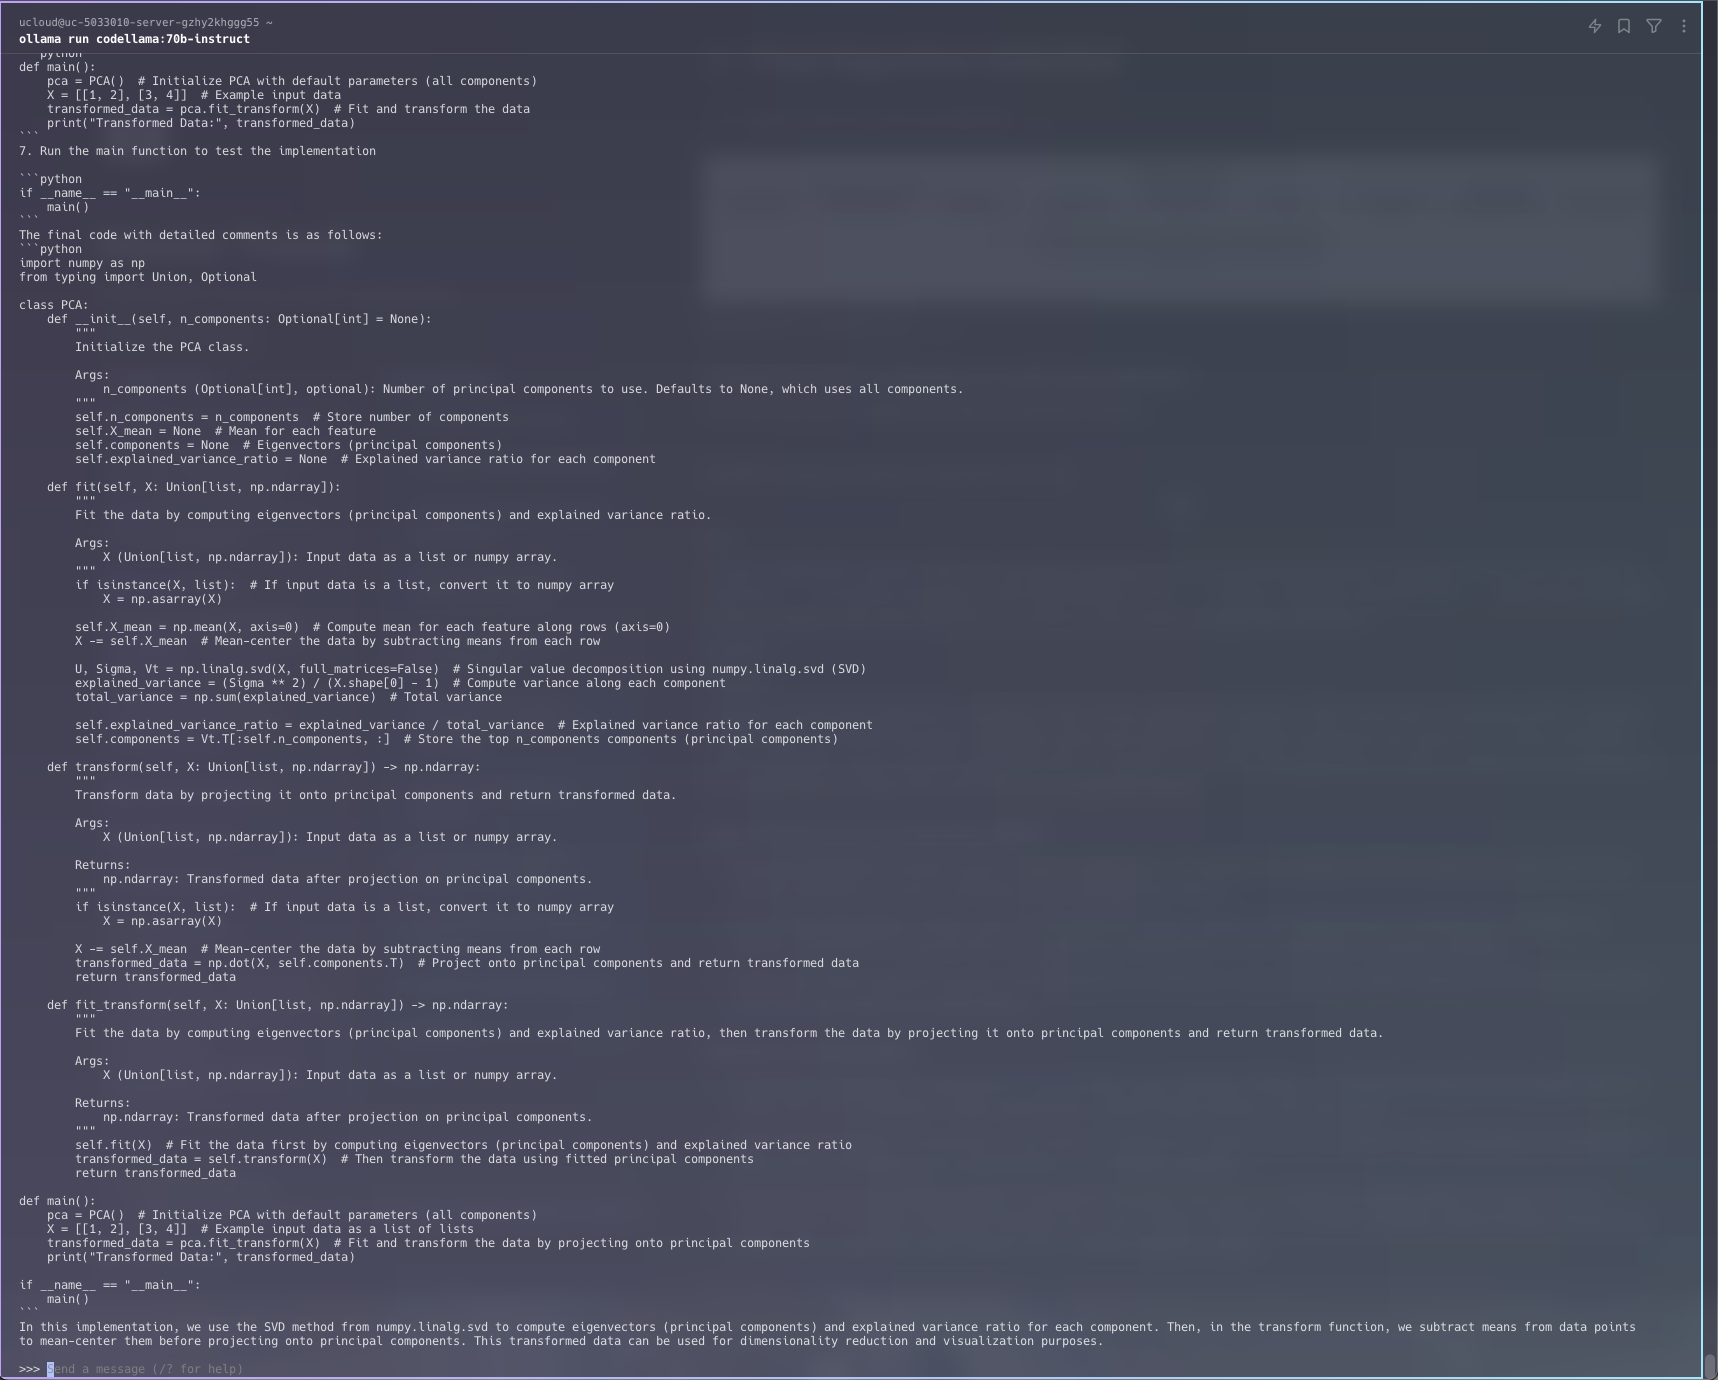 ucloud@uc-5033010-server-gzhy2khggg55 ~
ollama run codellama:70b-instruct
```python
def main():
    pca = PCA()  # Initialize PCA with default parameters (all components)
    X = [[1, 2], [3, 4]]  # Example input data
    transformed_data = pca.fit_transform(X)  # Fit and transform the data
    print("Transformed Data:", transformed_data)
```
7. Run the main function to test the implementation

```python
if __name__ == "__main__":
    main()
```
The final code with detailed comments is as follows:
```python
import numpy as np
from typing import Union, Optional

class PCA:
    def __init__(self, n_components: Optional[int] = None):
        """
        Initialize the PCA class.

        Args:
            n_components (Optional[int], optional): Number of principal components to use. Defaults to None, which uses all components.
        """
        self.n_components = n_components  # Store number of components
        self.X_mean = None  # Mean for each feature
        self.components = None  # Eigenvectors (principal components)
        self.explained_variance_ratio = None  # Explained variance ratio for each component

    def fit(self, X: Union[list, np.ndarray]):
        """
        Fit the data by computing eigenvectors (principal components) and explained variance ratio.

        Args:
            X (Union[list, np.ndarray]): Input data as a list or numpy array.
        """
        if isinstance(X, list):  # If input data is a list, convert it to numpy array
            X = np.asarray(X)

        self.X_mean = np.mean(X, axis=0)  # Compute mean for each feature along rows (axis=0)
        X -= self.X_mean  # Mean-center the data by subtracting means from each row

        U, Sigma, Vt = np.linalg.svd(X, full_matrices=False)  # Singular value decomposition using numpy.linalg.svd (SVD)
        explained_variance = (Sigma ** 2) / (X.shape[0] - 1)  # Compute variance along each component
        total_variance = np.sum(explained_variance)  # Total variance

        self.explained_variance_ratio = explained_variance / total_variance  # Explained variance ratio for each component
        self.components = Vt.T[:self.n_components, :]  # Store the top n_components components (principal components)

    def transform(self, X: Union[list, np.ndarray]) -> np.ndarray:
        """
        Transform data by projecting it onto principal components and return transformed data.

        Args:
            X (Union[list, np.ndarray]): Input data as a list or numpy array.

        Returns:
            np.ndarray: Transformed data after projection on principal components.
        """
        if isinstance(X, list):  # If input data is a list, convert it to numpy array
            X = np.asarray(X)

        X -= self.X_mean  # Mean-center the data by subtracting means from each row
        transformed_data = np.dot(X, self.components.T)  # Project onto principal components and return transformed data
        return transformed_data

    def fit_transform(self, X: Union[list, np.ndarray]) -> np.ndarray:
        """
        Fit the data by computing eigenvectors (principal components) and explained variance ratio, then transform the data by projecting it onto principal components and return transformed data.

        Args:
            X (Union[list, np.ndarray]): Input data as a list or numpy array.

        Returns:
            np.ndarray: Transformed data after projection on principal components.
        """
        self.fit(X)  # Fit the data first by computing eigenvectors (principal components) and explained variance ratio
        transformed_data = self.transform(X)  # Then transform the data using fitted principal components
        return transformed_data

def main():
    pca = PCA()  # Initialize PCA with default parameters (all components)
    X = [[1, 2], [3, 4]]  # Example input data as a list of lists
    transformed_data = pca.fit_transform(X)  # Fit and transform the data by projecting onto principal components
    print("Transformed Data:", transformed_data)

if __name__ == "__main__":
    main()
```
In this implementation, we use the SVD method from numpy.linalg.svd to compute eigenvectors (principal components) and explained variance ratio for each component. Then, in the transform function, we subtract means from data points
to mean-center them before projecting onto principal components. This transformed data can be used for dimensionality reduction and visualization purposes.

>>> Send a message (/? for help)